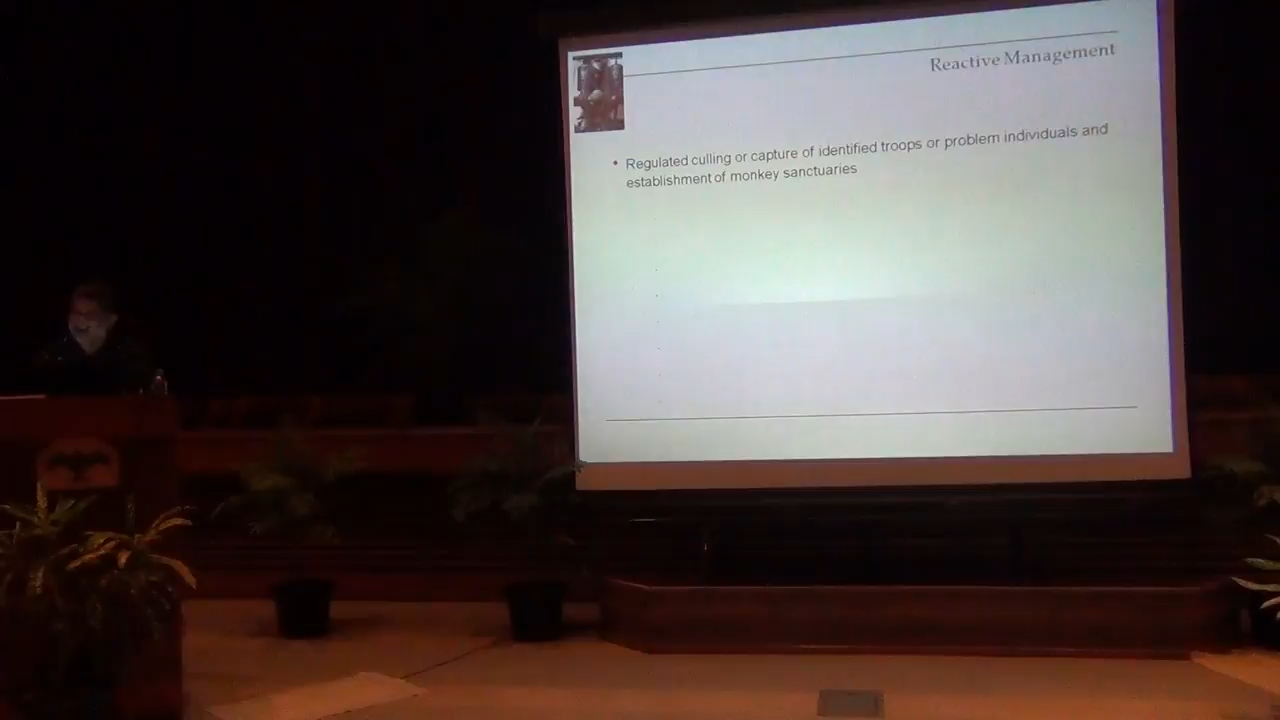 Reactive Management
• Regulated culling or capture of identified troops or problem individuals and
establishment of monkey sanctuaries